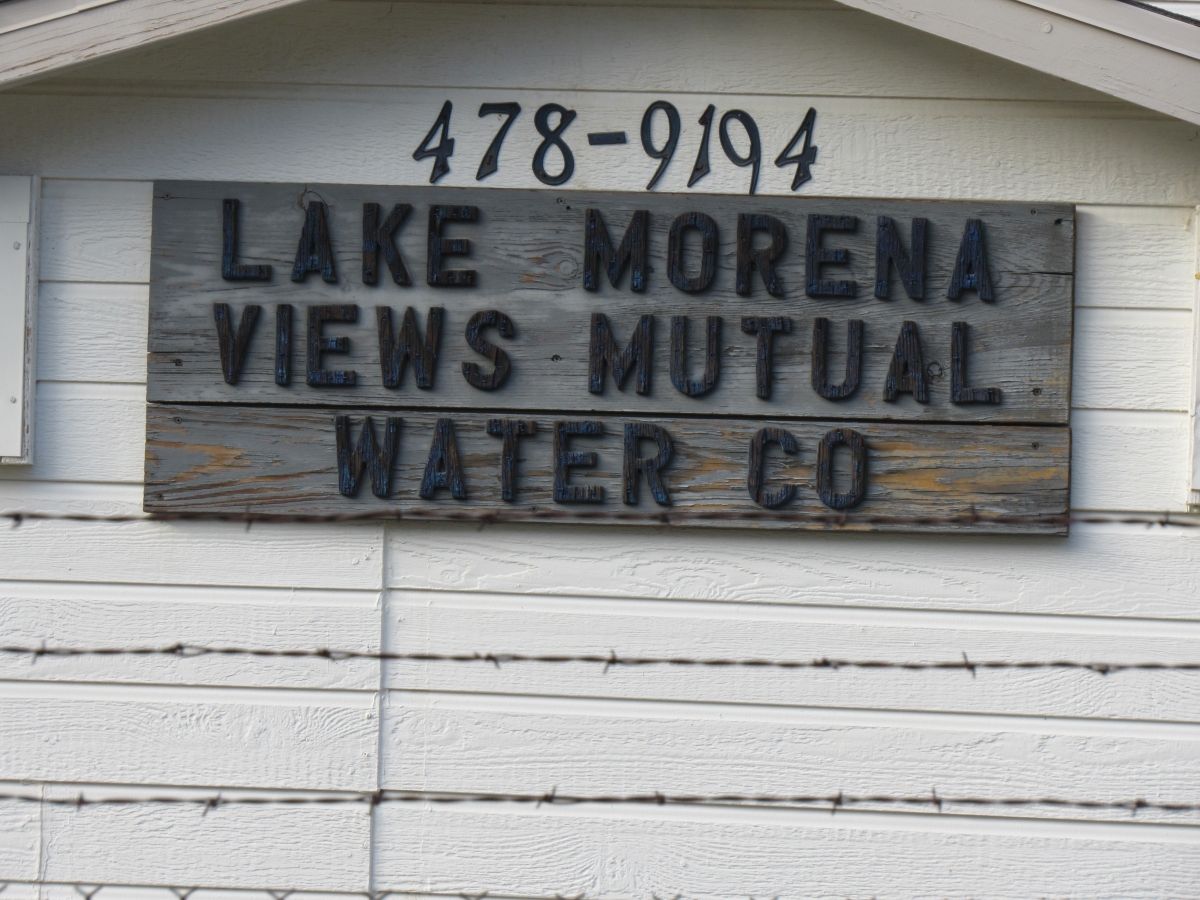 478-9194
LAKE MORENA
VIEWS MUTUAL
WATER CO